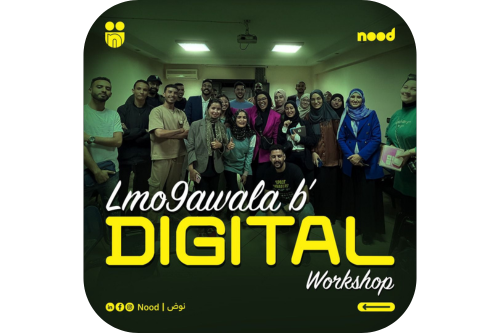 nood
Lmo9awala b'
DIGITAL
Workshop
Nood | نوض